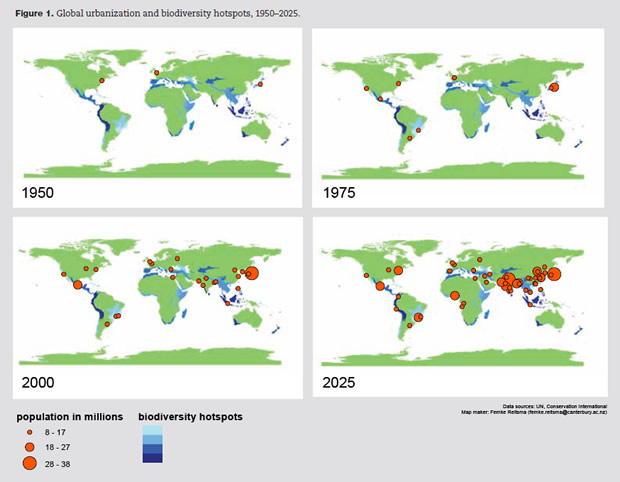 Figure 1. Global urbanization and biodiversity hotspots, 1950–2025.
1950
1975
2000
2025
Data sources: UN, Conservation International
Map maker: Femke Reitsma (femke.reitsma@canterbury.ac.nz)
population in millions
8 - 17
18 - 27
28 - 38
biodiversity hotspots